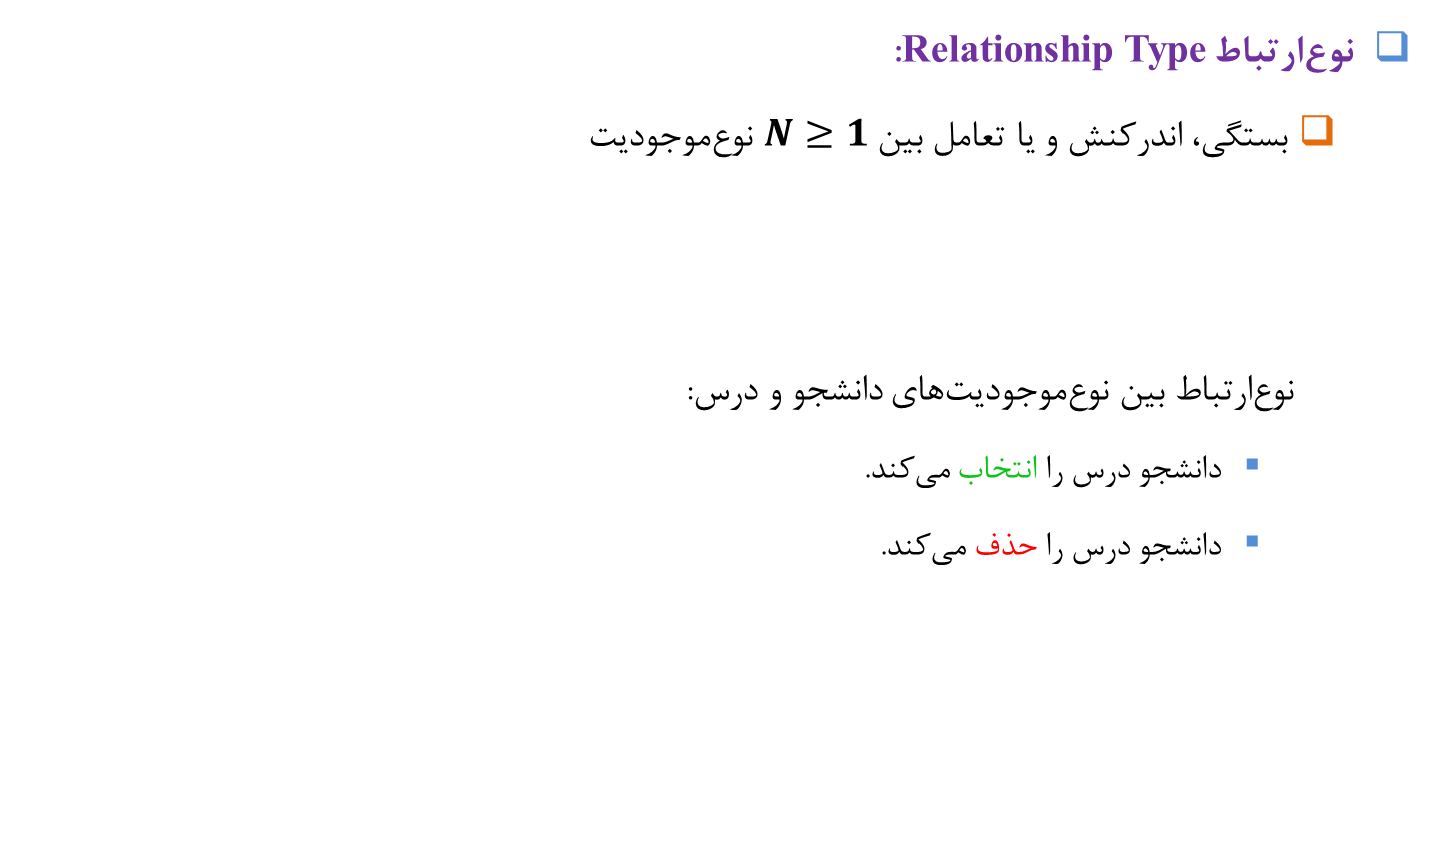 نوع‌ارتباط Relationship Type:
بستگی، اندرکنش و یا تعامل بین N ≥ 1 نوع‌موجودیت
نوع‌ارتباط بین نوع‌موجودیت‌های دانشجو و درس:
دانشجو درس را انتخاب می‌کند.
دانشجو درس را حذف می‌کند.